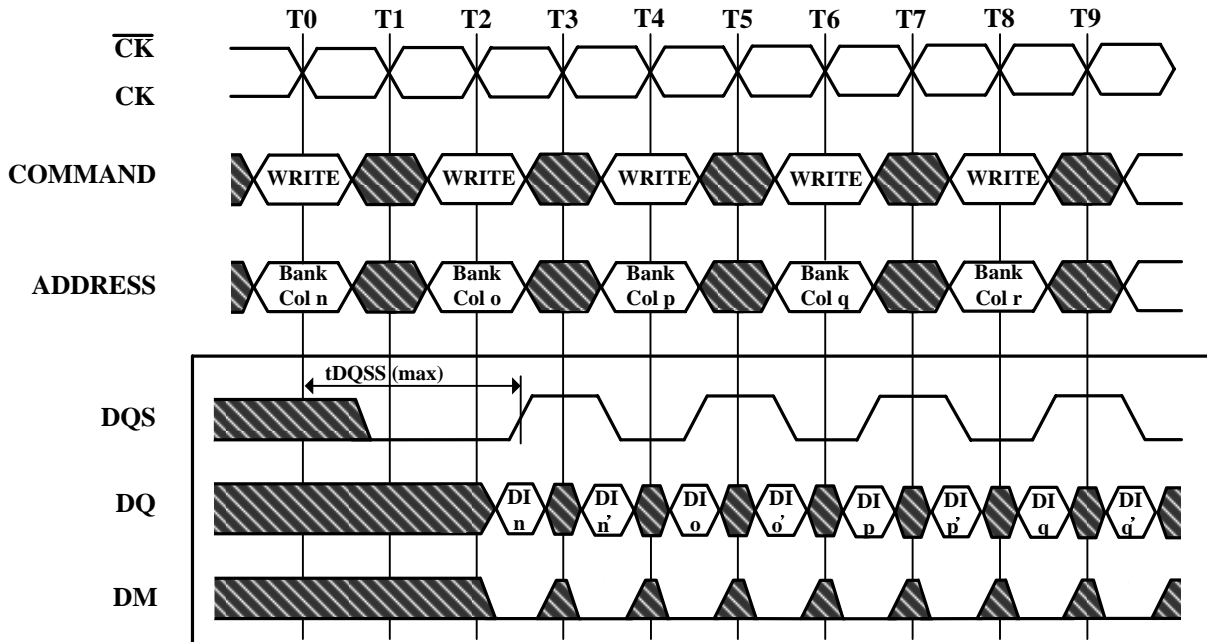 T0 T1 T2 T3 T4 T5 T6 T7 T8 T9
CK
CK
COMMAND WRITE WRITE WRITE WRITE WRITE
ADDRESS
Bank Bank Bank Bank Bank
Col n Col o Col p Col q Col r
tDQSS (max)
DQS
DQ
DI DI DI DI DI DI DI DI
n n' o o' p p' q q'
DM